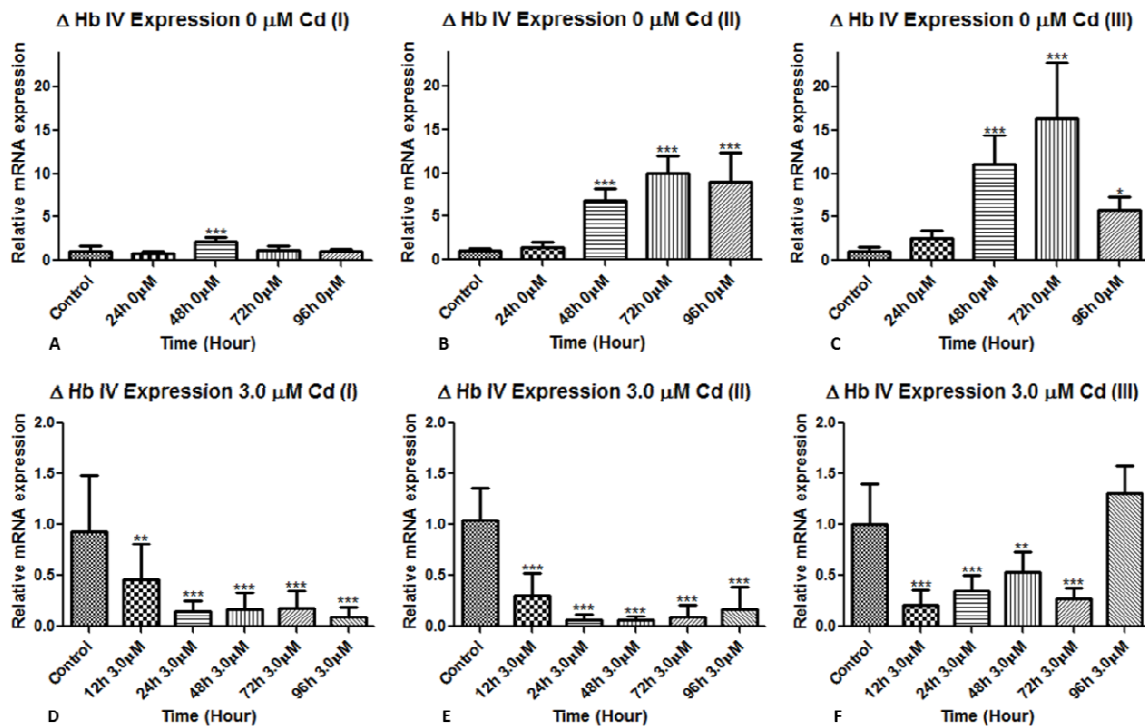 Δ Hb IV Expression 0 μM Cd (I)
Relative mRNA expression
20
15
10
5
0
***
Control
24h 0μM
48h 0μM
72h 0μM
96h 0μM
A
Time (Hour)
Δ Hb IV Expression 0 μM Cd (II)
Relative mRNA expression
20
15
10
5
0
***
***
***
Control
24h 0μM
48h 0μM
72h 0μM
96h 0μM
B
Time (Hour)
Δ Hb IV Expression 0 μM Cd (III)
Relative mRNA expression
20
15
10
5
0
***
***
*
Control
24h 0μM
48h 0μM
72h 0μM
96h 0μM
C
Time (Hour)
Δ Hb IV Expression 3.0 μM Cd (I)
Relative mRNA expression
2.0
1.5
1.0
0.5
0.0
**
***
***
***
***
Control
12h 3.0μM
24h 3.0μM
48h 3.0μM
72h 3.0μM
96h 3.0μM
D
Time (Hour)
Δ Hb IV Expression 3.0 μM Cd (II)
Relative mRNA expression
2.0
1.5
1.0
0.5
0.0
***
***
***
***
***
Control
12h 3.0μM
24h 3.0μM
48h 3.0μM
72h 3.0μM
96h 3.0μM
E
Time (Hour)
Δ Hb IV Expression 3.0 μM Cd (III)
Relative mRNA expression
2.0
1.5
1.0
0.5
0.0
***
***
**
***
Control
12h 3.0μM
24h 3.0μM
48h 3.0μM
72h 3.0μM
96h 3.0μM
F
Time (Hour)